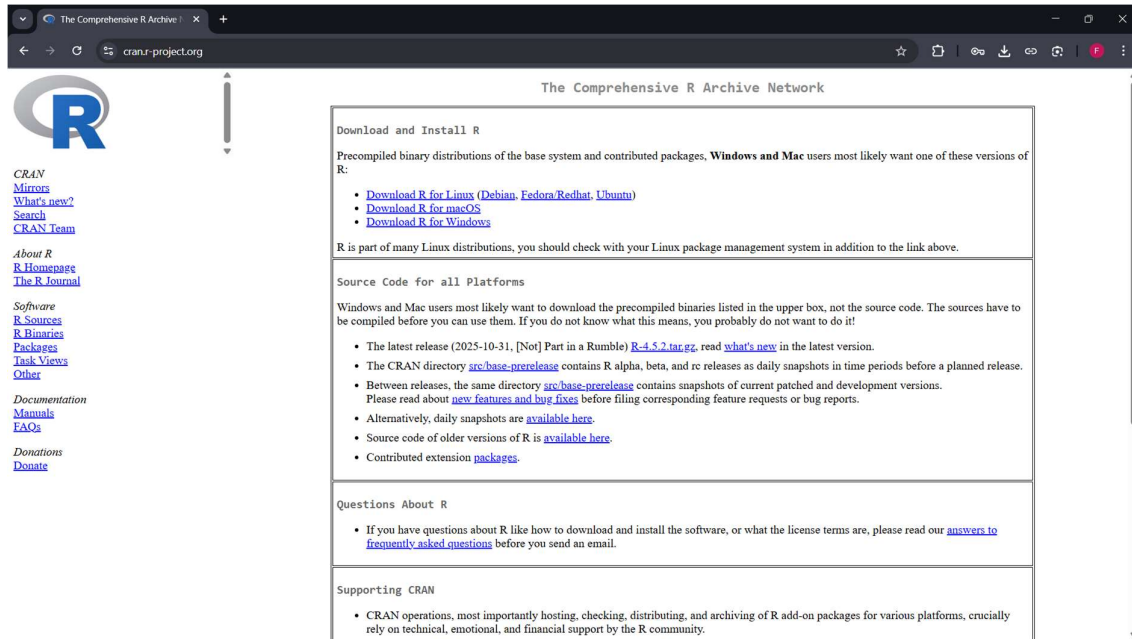 The Comprehensive R Archive N
cran.r-project.org
F
R
CRAN
Mirrors
What's new?
Search
CRAN Team
About R
R Homepage
The R Journal
Software
R Sources
R Binaries
Packages
Task Views
Other
Documentation
Manuals
FAQs
Donations
Donate
The Comprehensive R Archive Network
Download and Install R
Precompiled binary distributions of the base system and contributed packages, Windows and Mac users most likely want one of these versions of
R:
• Download R for Linux (Debian, Fedora/Redhat, Ubuntu)
• Download R for macOS
• Download R for Windows
R is part of many Linux distributions, you should check with your Linux package management system in addition to the link above.
Source Code for all Platforms
Windows and Mac users most likely want to download the precompiled binaries listed in the upper box, not the source code. The sources have to
be compiled before you can use them. If you do not know what this means, you probably do not want to do it!
• The latest release (2025-10-31, [Not] Part in a Rumble) R-4.5.2.tar.gz, read what's new in the latest version.
• The CRAN directory src/base-prerelease contains R alpha, beta, and rc releases as daily snapshots in time periods before a planned release.
• Between releases, the same directory src/base-prerelease contains snapshots of current patched and development versions.
Please read about new features and bug fixes before filing corresponding feature requests or bug reports.
• Alternatively, daily snapshots are available here.
• Source code of older versions of R is available here.
• Contributed extension packages.
Questions About R
• If you have questions about R like how to download and install the software, or what the license terms are, please read our answers to
frequently asked questions before you send an email.
Supporting CRAN
• CRAN operations, most importantly hosting, checking, distributing, and archiving of R add-on packages for various platforms, crucially
rely on technical, emotional, and financial support by the R community.